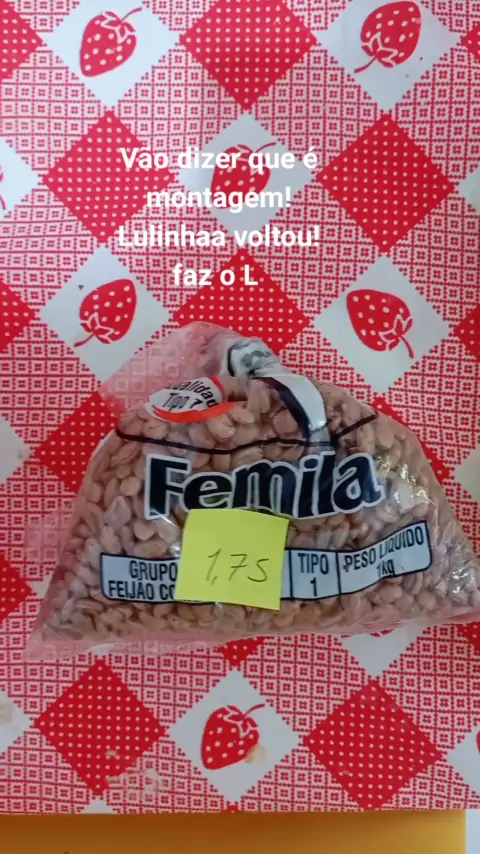 Vão dizer que é
montagem!
Lulinhaa voltou!
faz o L
Qualidade
Tipo 1
Femila
1,75
GRUPO
FEIJÃO CO
TIPO
1
PESO LÍQUIDO
1kg